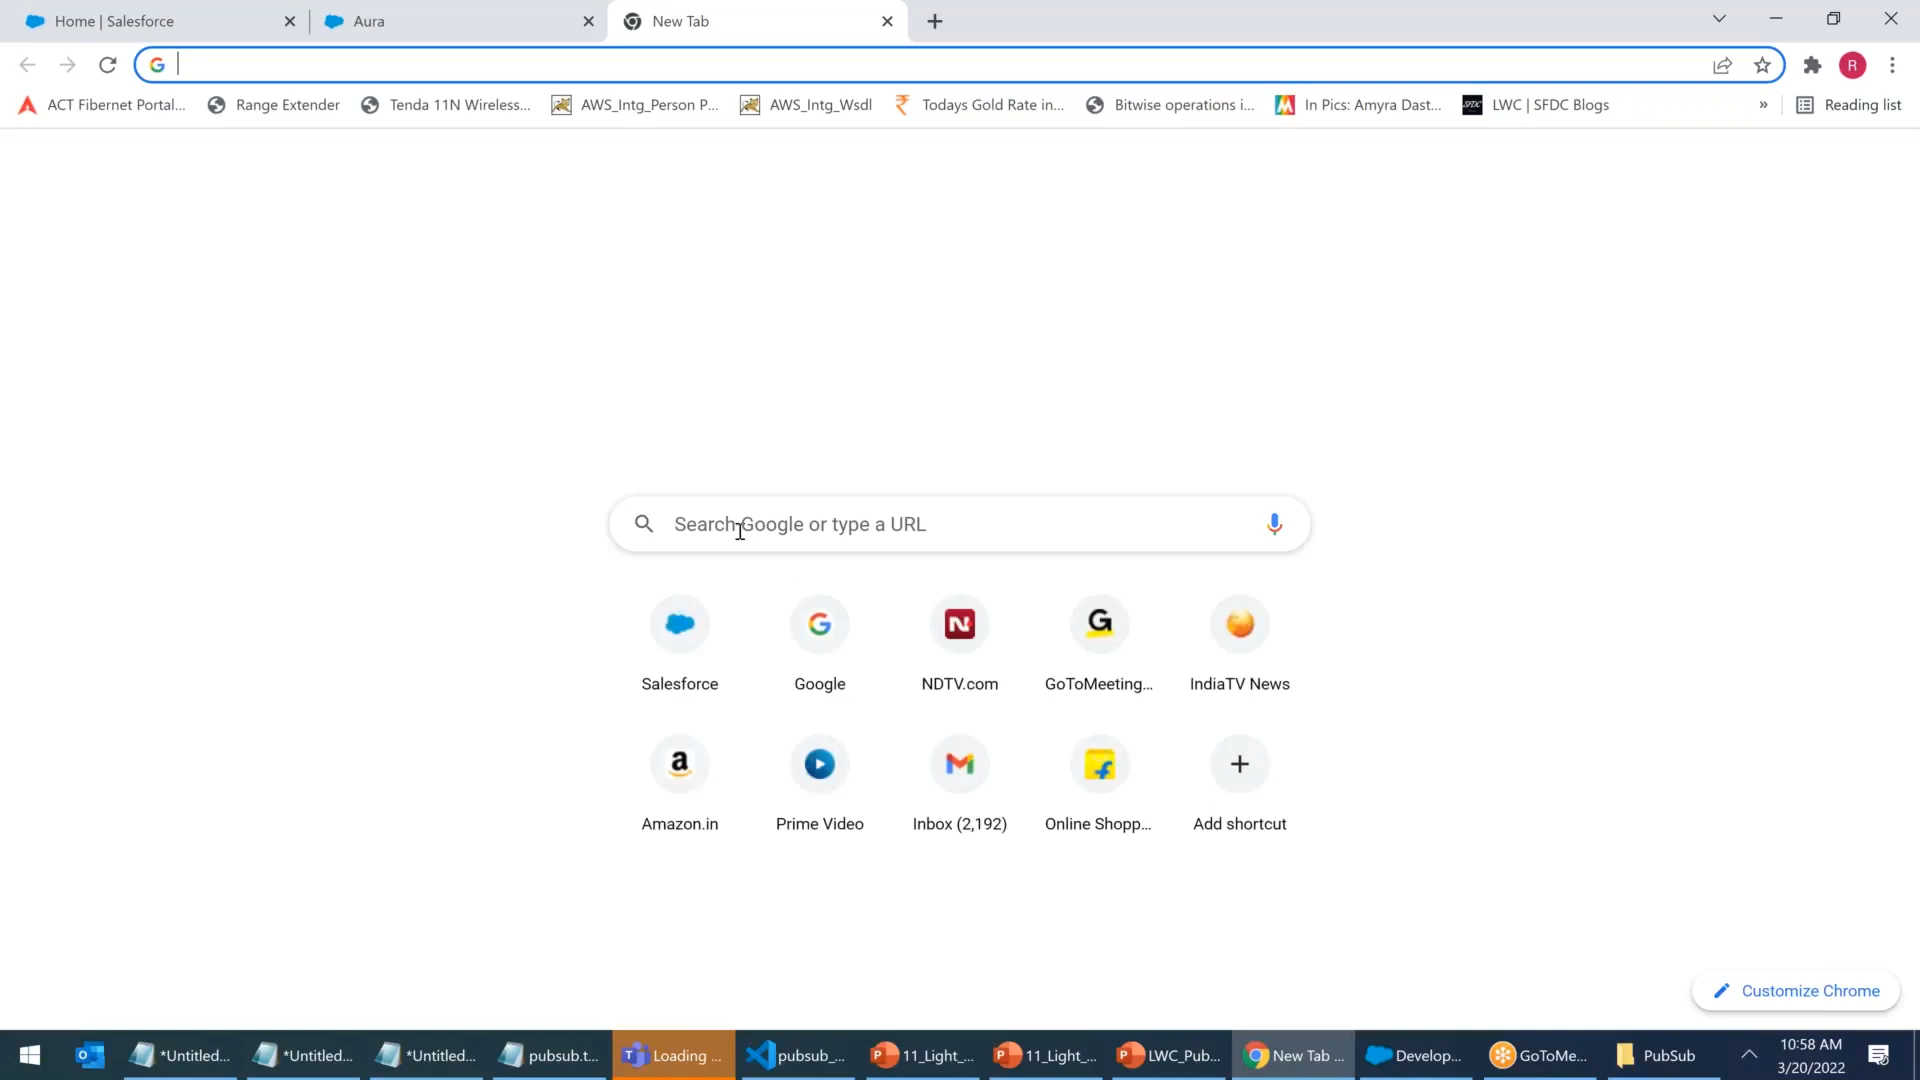 Home | Salesforce
Aura
New Tab
ACT Fibernet Portal...
Range Extender
Tenda 11N Wireless...
AWS_Intg_Person P...
AWS_Intg_Wsdl
Todays Gold Rate in...
Bitwise operations i...
In Pics: Amyra Dast...
SFDC
LWC | SFDC Blogs
»
Reading list
R
Search Google or type a URL
Salesforce
Google
NDTV.com
GoToMeeting...
IndiaTV News
Amazon.in
Prime Video
Inbox (2,192)
Online Shopp...
Add shortcut
Customize Chrome
*Untitled...
*Untitled...
*Untitled...
pubsub.t...
Loading ...
pubsub_...
11_Light_...
11_Light_...
LWC_Pub...
New Tab ...
Develop...
GoToMe...
PubSub
10:58 AM
3/20/2022